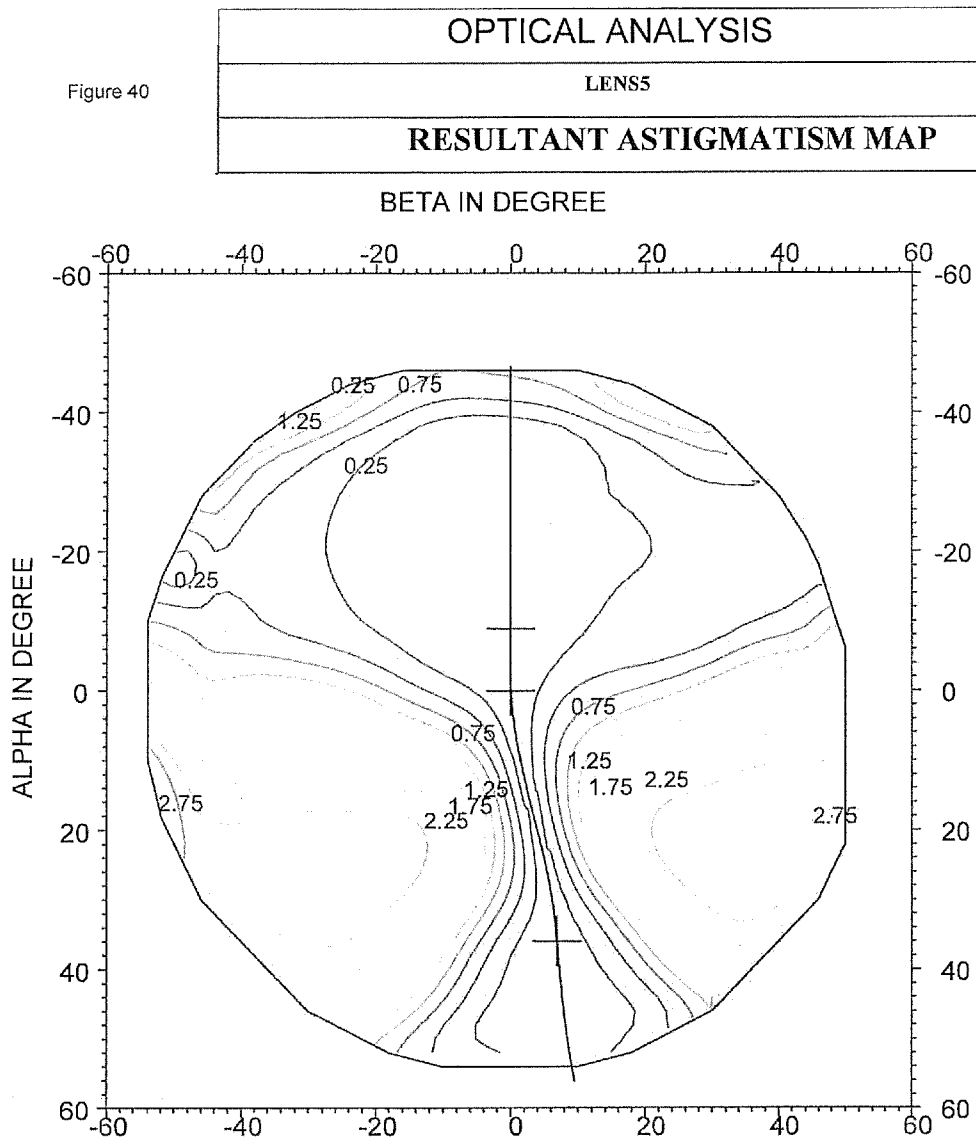 OPTICAL ANALYSIS
Figure 40
LENS5
RESULTANT ASTIGMATISM MAP
BETA IN DEGREE
-60 -40 -20 0 20 40 60
-60 -60
0.25 0.75
-40 1.25 -40
0.25
-20 -20
0.25
ALPHA IN DEGREE
0 0
0.75 0.75
1.25
2.25
1.75
1.25
2.75 1.75 2.75
2.25
20 20
40 40
60 60
-60 -40 -20 0 20 40 60